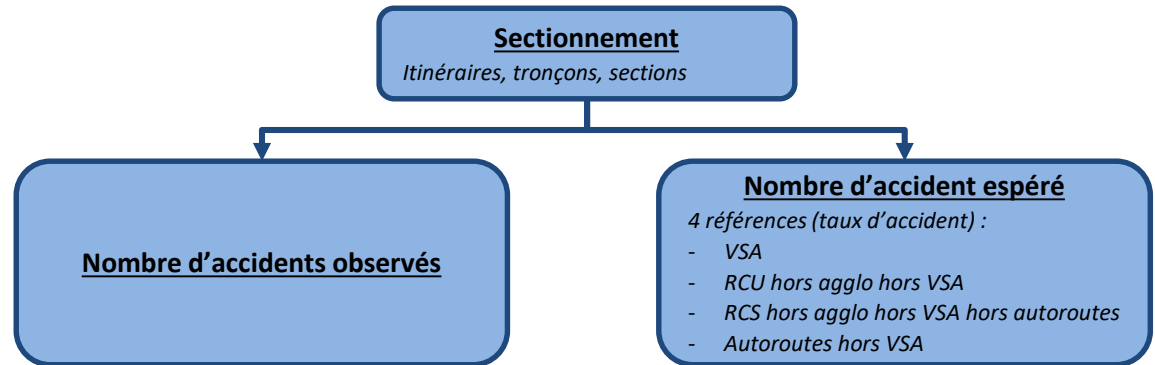 Sectionnement
Itinéraires, tronçons, sections
Nombre d'accidents observés
Nombre d'accident espéré
4 références (taux d'accident) :
- VSA
- RCU hors agglo hors VSA
- RCS hors agglo hors VSA hors autoroutes
- Autoroutes hors VSA